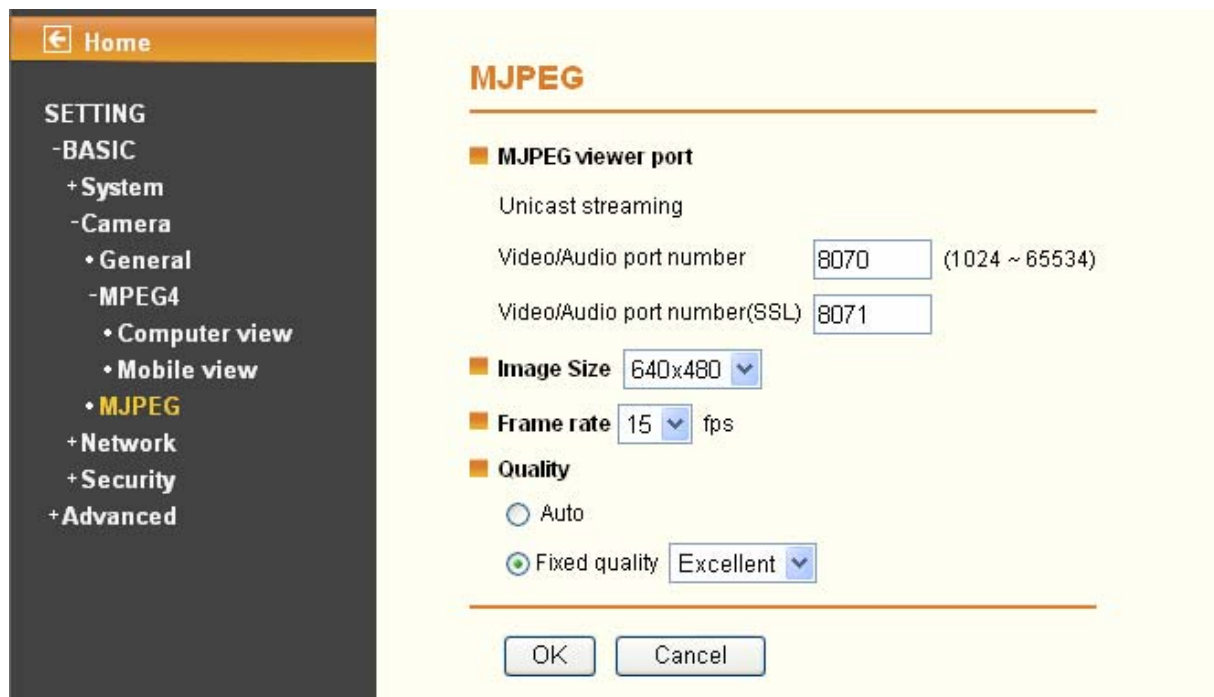 Home
SETTING
-BASIC
+System
-Camera
• General
-MPEG4
• Computer view
• Mobile view
• MJPEG
+Network
+Security
+Advanced
MJPEG
MJPEG viewer port
Unicast streaming
Video/Audio port number 8070 (1024 ~ 65534)
Video/Audio port number(SSL) 8071
Image Size 640x480
Frame rate 15 fps
Quality
Auto
Fixed quality Excellent
OK Cancel